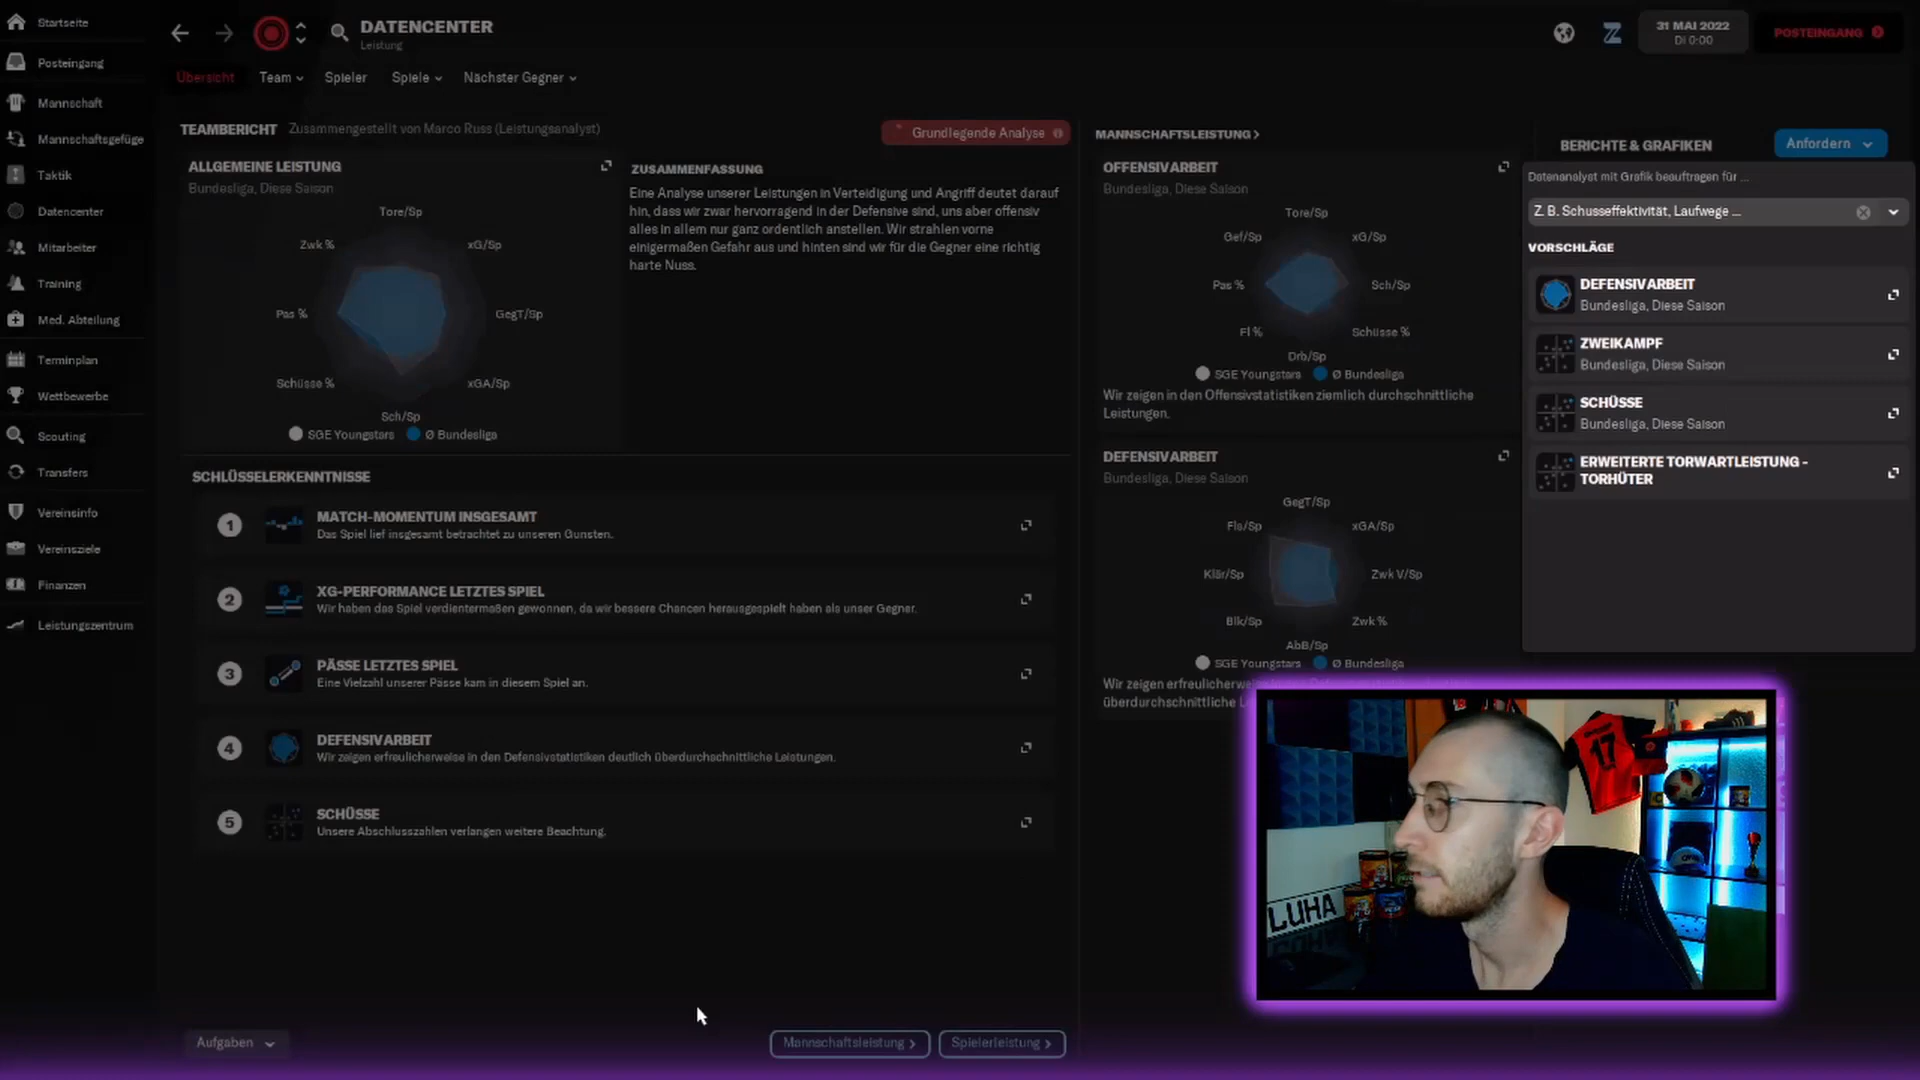 Startseite
Posteingang
Mannschaft
Mannschaftsgefüge
Taktik
Datencenter
Mitarbeiter
Training
Med. Abteilung
Terminplan
Wettbewerbe
Scouting
Transfers
Vereinsinfo
Vereinsziele
Finanzen
Leistungszentrum
DATENCENTER
Leistung
31 MAI 2022
DI 0:00
POSTEINGANG
Übersicht
Team
Spieler
Spiele
Nächster Gegner
TEAMBERICHT Zusammengestellt von Marco Russ (Leistungsanalyst)
Grundlegende Analyse
ALLGEMEINE LEISTUNG
Bundesliga, Diese Saison
Tore/Sp
xG/Sp
GegT/Sp
xGA/Sp
Sch/Sp
Schüsse %
Pas %
Zwk %
SGE Youngstars
Ø Bundesliga
ZUSAMMENFASSUNG
Eine Analyse unserer Leistungen in Verteidigung und Angriff deutet darauf
hin, dass wir zwar hervorragend in der Defensive sind, uns aber offensiv
alles in allem nur ganz ordentlich anstellen. Wir strahlen vorne
einigermaßen Gefahr aus und hinten sind wir für die Gegner eine richtig
harte Nuss.
SCHLÜSSELERKENNTNISSE
1
MATCH-MOMENTUM INSGESAMT
Das Spiel lief insgesamt betrachtet zu unseren Gunsten.
2
XG-PERFORMANCE LETZTES SPIEL
Wir haben das Spiel verdientermaßen gewonnen, da wir bessere Chancen herausgespielt haben als unser Gegner.
3
PÄSSE LETZTES SPIEL
Eine Vielzahl unserer Pässe kam in diesem Spiel an.
4
DEFENSIVARBEIT
Wir zeigen erfreulicherweise in den Defensivstatistiken deutlich überdurchschnittliche Leistungen.
5
SCHÜSSE
Unsere Abschlusszahlen verlangen weitere Beachtung.
Aufgaben
Mannschaftsleistung
Spielerleistung
MANNSCHAFTSLEISTUNG
OFFENSIVARBEIT
Bundesliga, Diese Saison
Tore/Sp
xG/Sp
Sch/Sp
Schüsse %
Drb/Sp
Fl %
Pas %
Gef/Sp
SGE Youngstars
Ø Bundesliga
Wir zeigen in den Offensivstatistiken ziemlich durchschnittliche
Leistungen.
DEFENSIVARBEIT
Bundesliga, Diese Saison
GegT/Sp
xGA/Sp
Zwk V/Sp
Zwk %
AbB/Sp
Blk/Sp
Klär/Sp
Fls/Sp
SGE Youngstars
Ø Bundesliga
Wir zeigen erfreulicherwe
überdurchschnittliche L
BERICHTE & GRAFIKEN
Anfordern
Datenanalyst mit Grafik beauftragen für ...
Z. B. Schusseffektivität, Laufwege ...
VORSCHLÄGE
DEFENSIVARBEIT
Bundesliga, Diese Saison
ZWEIKAMPF
Bundesliga, Diese Saison
SCHÜSSE
Bundesliga, Diese Saison
ERWEITERTE TORWARTLEISTUNG -
TORHÜTER
17
LUHA